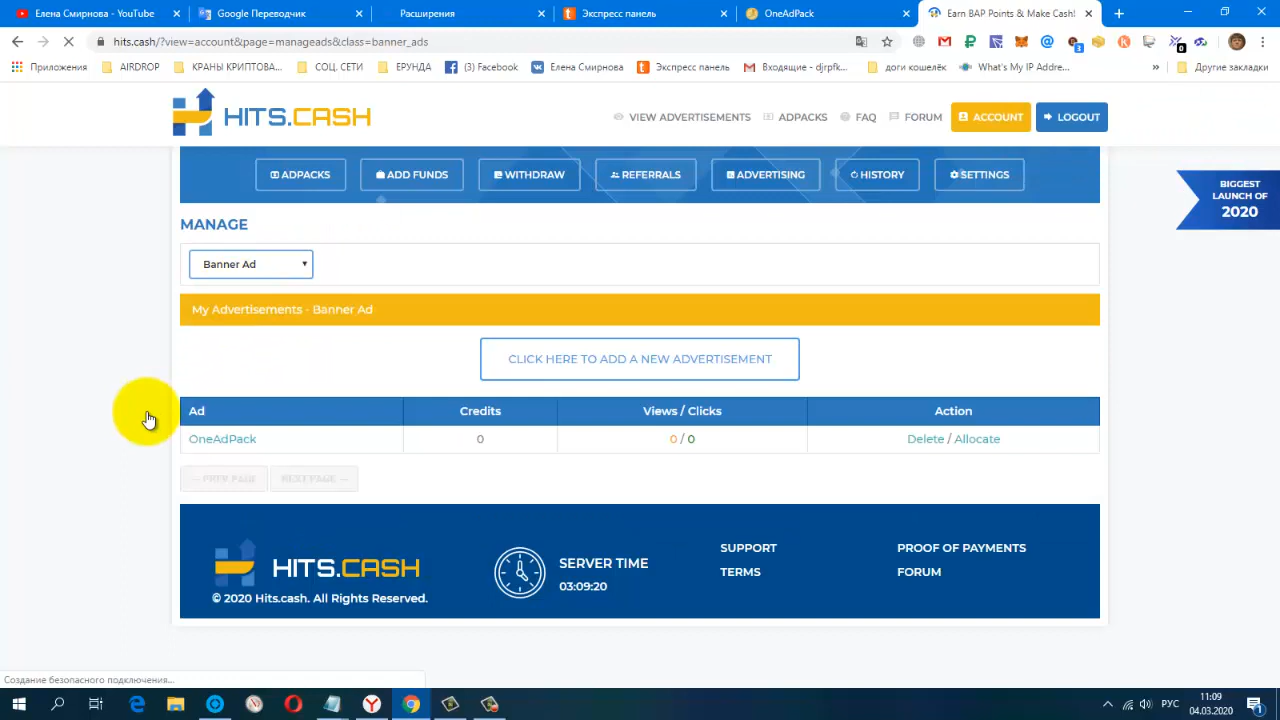 Елена Смирнова - YouTube
Google Переводчик
Расширения
Экспресс панель
OneAdPack
Earn BAP Points & Make Cash!
hits.cash/?view=account&page=manageads&class=banner_ads
Приложения
AIRDROP
КРАНЫ КРИПТОВА...
СОЦ. СЕТИ
ЕРУНДА
(3) Facebook
Елена Смирнова
Экспресс панель
Входящие - djrpfk...
доги кошелёк
What's My IP Addre...
»
Другие закладки
HITS.CASH
VIEW ADVERTISEMENTS
ADPACKS
FAQ
FORUM
ACCOUNT
LOGOUT
ADPACKS
ADD FUNDS
WITHDRAW
REFERRALS
ADVERTISING
HISTORY
SETTINGS
BIGGEST
LAUNCH OF
2020
MANAGE
Banner Ad
My Advertisements - Banner Ad
CLICK HERE TO ADD A NEW ADVERTISEMENT
Ad
Credits
Views / Clicks
Action
OneAdPack
0
0 / 0
Delete / Allocate
← PREV PAGE
NEXT PAGE →
HITS.CASH
© 2020 Hits.cash. All Rights Reserved.
SERVER TIME
03:09:20
SUPPORT
TERMS
PROOF OF PAYMENTS
FORUM
Создание безопасного подключения...
РУС
11:09
04.03.2020